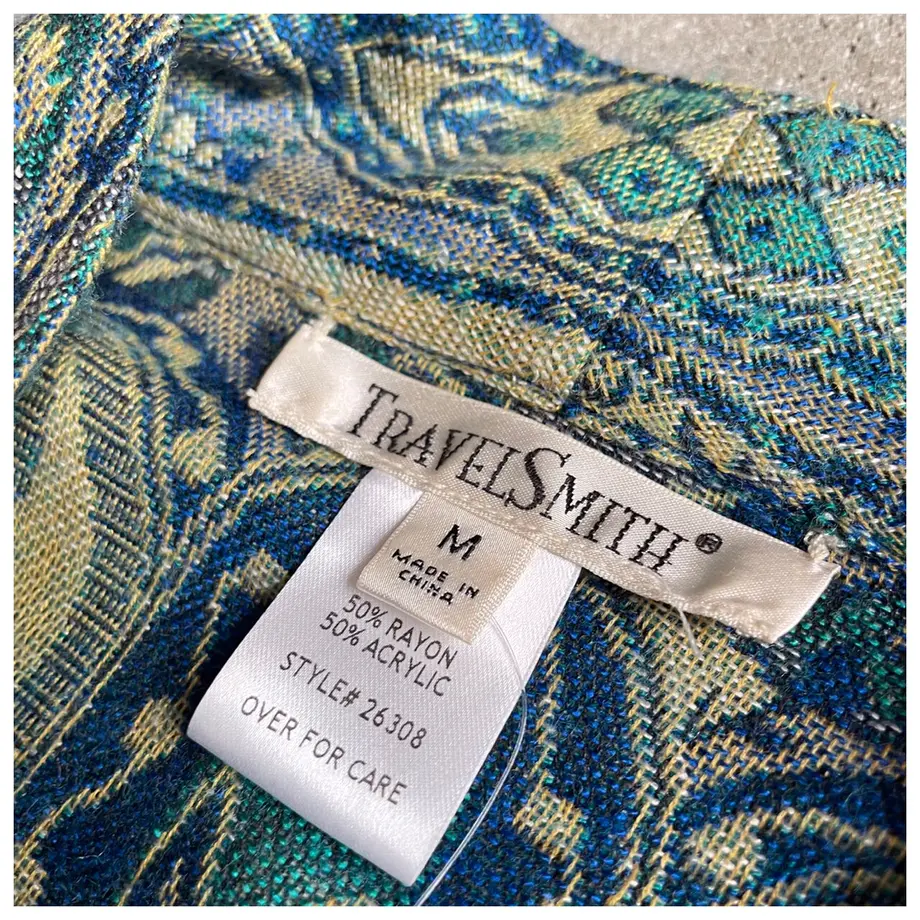 TRAVELSMITH®
M
MADE IN
CHINA
50% RAYON
50% ACRYLIC
STYLE# 26308
OVER FOR CARE